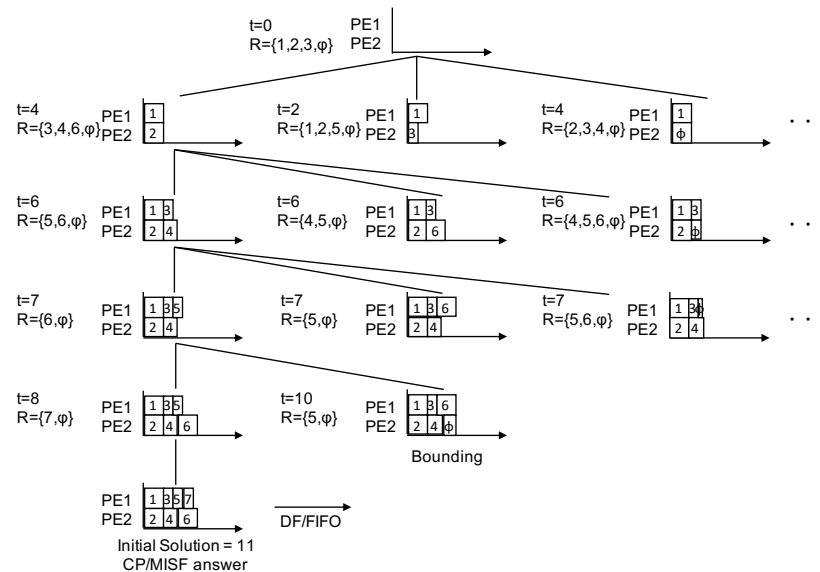 t=0
R={1,2,3,φ}
PE1
PE2
t=4
R={3,4,6,φ}
PE1 1
PE2 2
t=2
R={1,2,5,φ}
PE1 1
PE2 3
t=4
R={2,3,4,φ}
PE1 1
PE2 φ
. .
t=6
R={5,6,φ}
PE1 1 3
PE2 2 4
t=6
R={4,5,φ}
PE1 1 3
PE2 2 6
t=6
R={4,5,6,φ}
PE1 1 3
PE2 2 φ
. .
t=7
R={6,φ}
PE1 1 3 5
PE2 2 4
t=7
R={5,φ}
PE1 1 3 6
PE2 2 4
t=7
R={5,6,φ}
PE1 1 3 φ
PE2 2 4
. .
t=8
R={7,φ}
PE1 1 3 5
PE2 2 4 6
t=10
R={5,φ}
PE1 1 3 6
PE2 2 4 φ
Bounding
PE1 1 3 5 7
PE2 2 4 6
DF/FIFO
Initial Solution = 11
CP/MISF answer